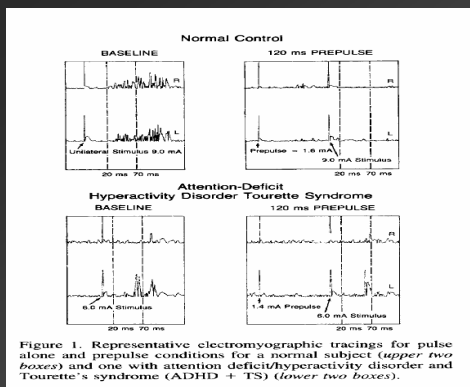 Normal Control
BASELINE
120 ms PREPULSE
R
R
L
L
Unilateral Stimulus 9.0 mA
Prepulse - 1.8 mA
9.0 mA Stimulus
20 ms 70 ms
20 ms 70 ms
Attention-Deficit
Hyperactivity Disorder Tourette Syndrome
BASELINE
120 ms PREPULSE
R
R
L
L
6.0 mA Stimulus
1.4 mA Prepulse
6.0 mA Stimulus
20 ms 70 ms
20 ms 70 ms
Figure 1. Representative electromyographic tracings for pulse
alone and prepulse conditions for a normal subject (upper two
boxes) and one with attention deficit/hyperactivity disorder and
Tourette's syndrome (ADHD + TS) (lower two boxes).